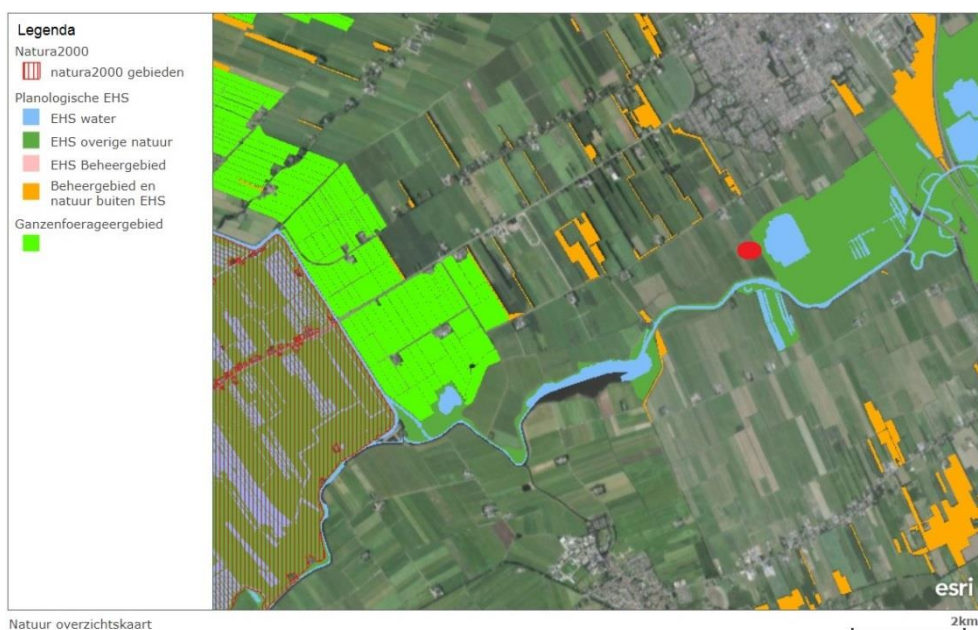 Legenda
Natura2000
natura2000 gebieden
Planologische EHS
EHS water
EHS overige natuur
EHS Beheergebied
Beheergebied en
natuur buiten EHS
Ganzenfoerageergebied
esri
Natuur overzichtskaart
2km